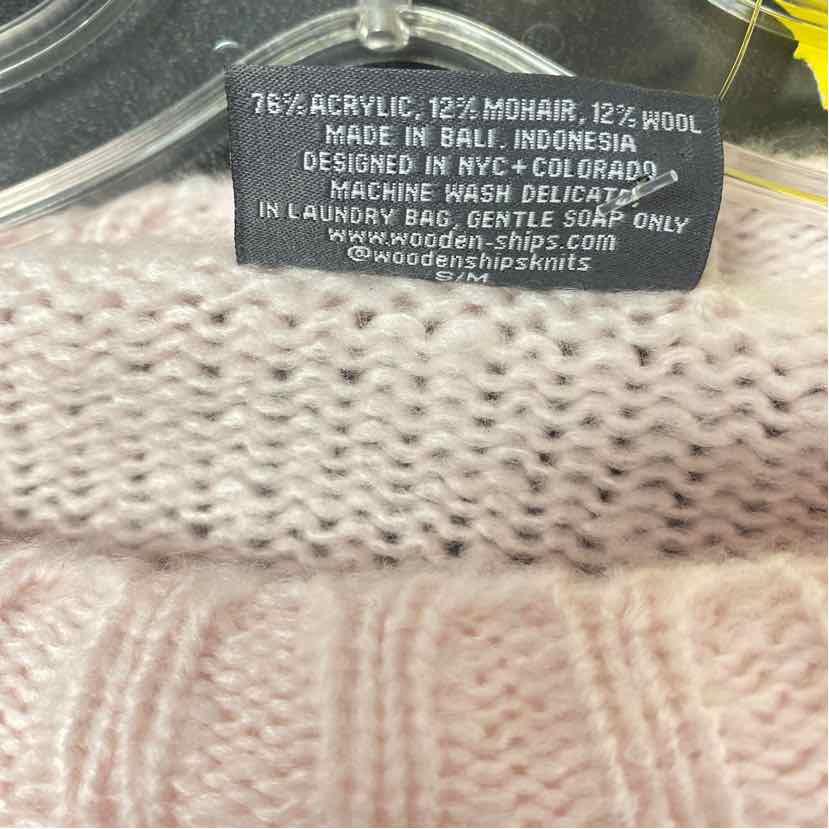 76% ACRYLIC, 12% MOHAIR, 12% WOOL
MADE IN BALI, INDONESIA
DESIGNED IN NYC+COLORADO
MACHINE WASH DELICATE
IN LAUNDRY BAG, GENTLE SOAP ONLY
www.wooden-ships.com
@woodenshipsknits
S/M